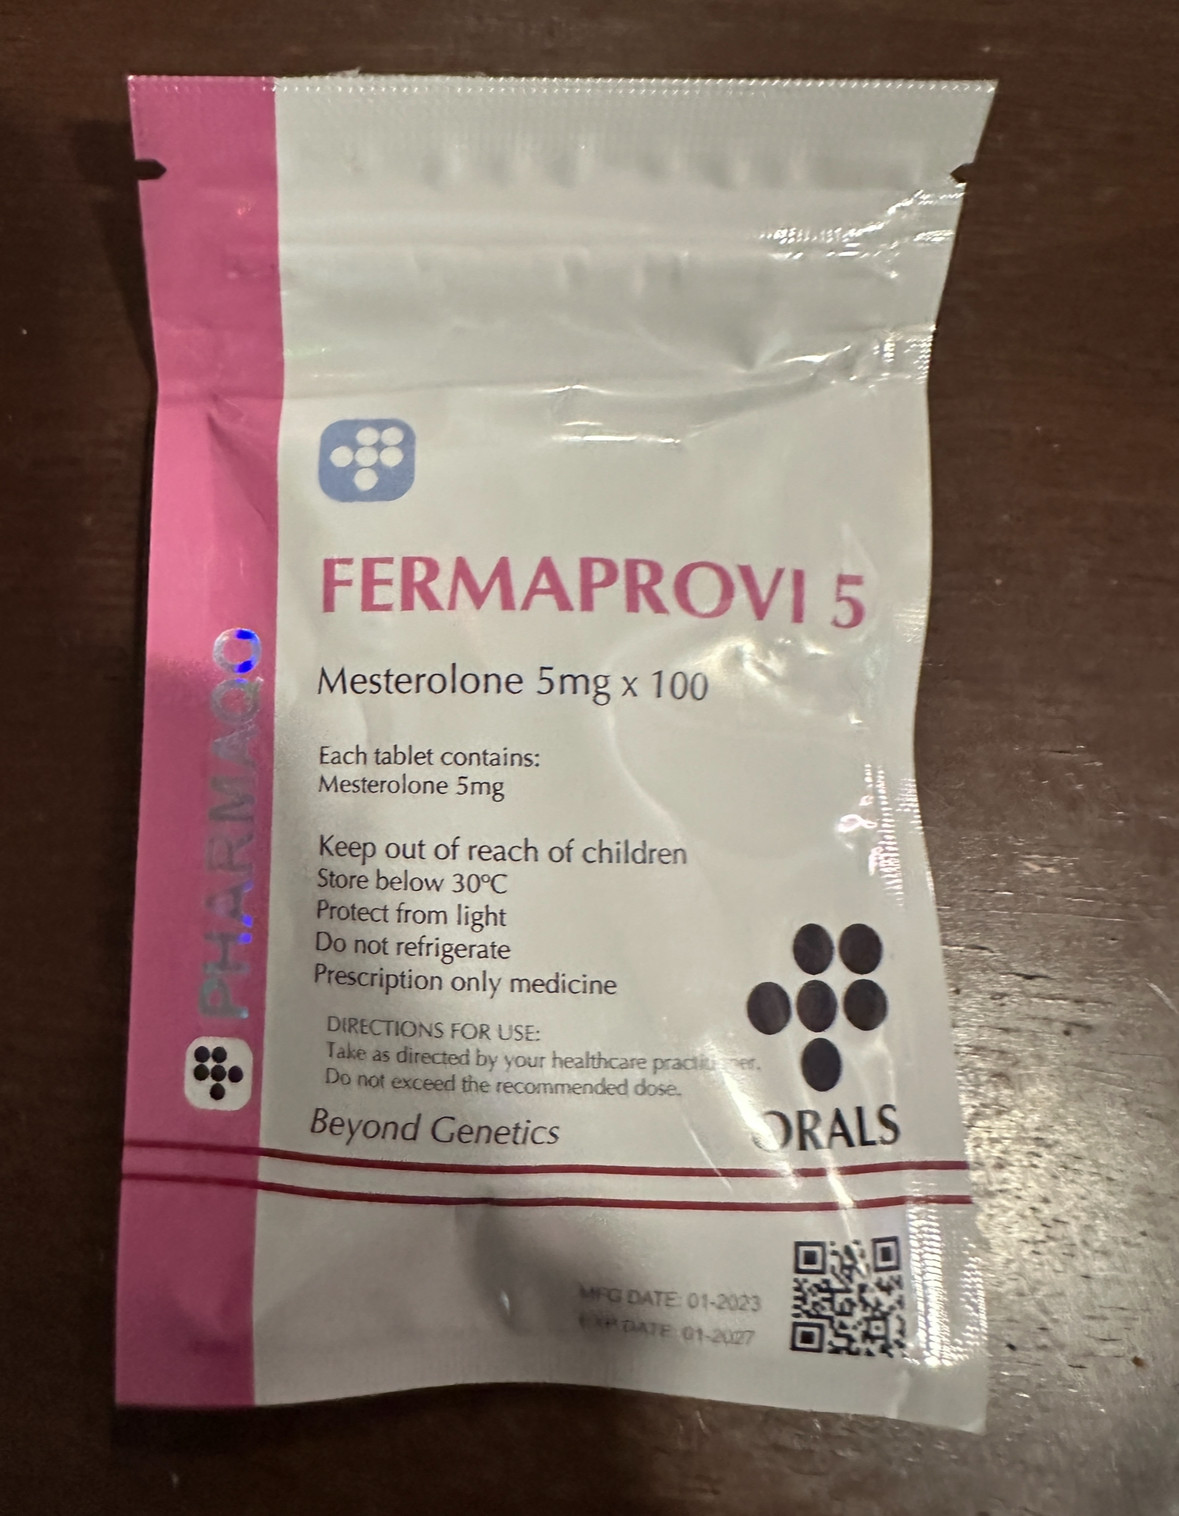 PHARMAQO
FERMAPROVI 5
Mesterolone 5mg x 100
Each tablet contains:
Mesterolone 5mg
Keep out of reach of children
Store below 30ºC
Protect from light
Do not refrigerate
Prescription only medicine
DIRECTIONS FOR USE:
Take as directed by your healthcare practitioner.
Do not exceed the recommended dose.
Beyond Genetics
ORALS
MFG DATE: 01-2023
EXP DATE: 01-2027